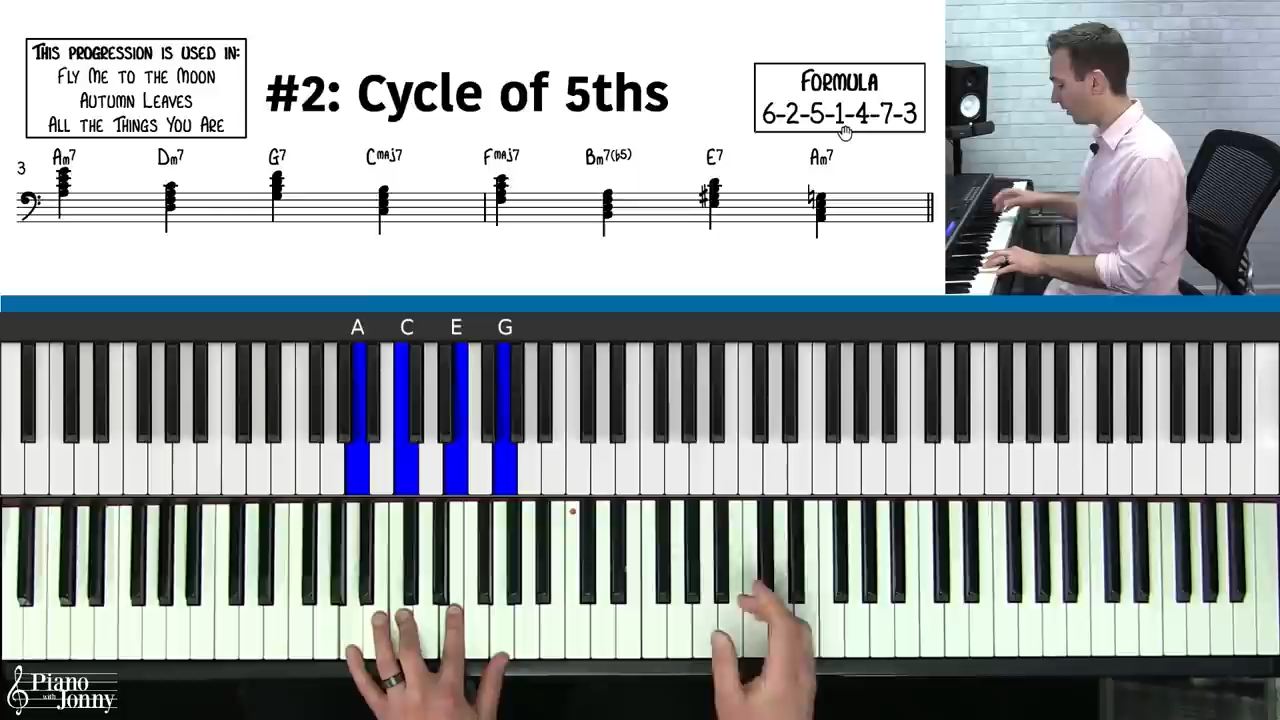 THIS PROGRESSION IS USED IN:
FLY ME TO THE MOON
AUTUMN LEAVES
ALL THE THINGS YOU ARE
#2: Cycle of 5ths
FORMULA
6-2-5-1-4-7-3
3
Am7 Dm7 G7 Cmaj7 Fmaj7 Bm7(b5) E7 Am7
A C E G
Piano
with
Jonny